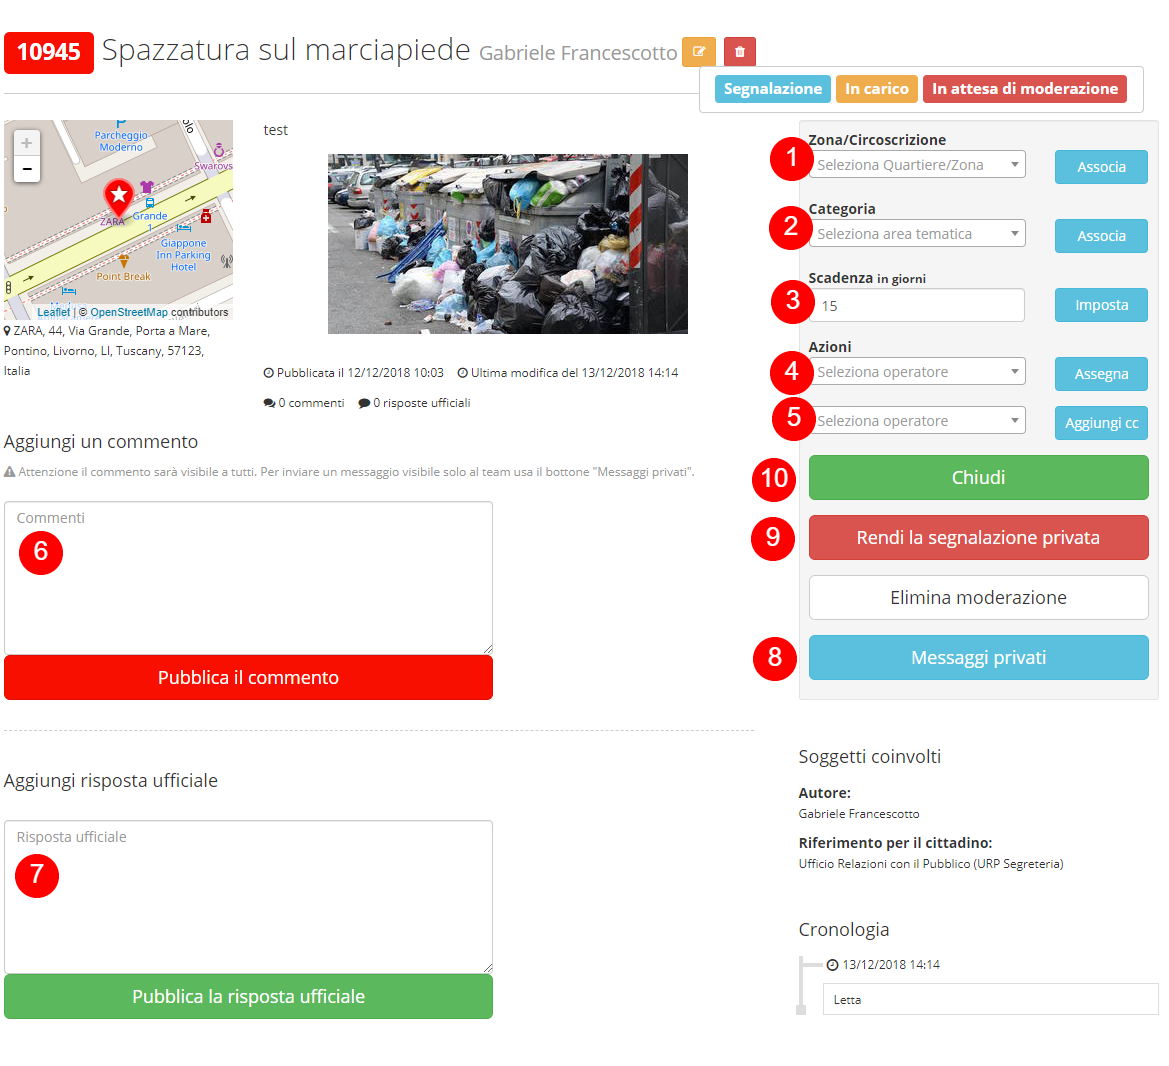 10945 Spazzatura sul marciapiede Gabriele Francescotto
Segnalazione In carico In attesa di moderazione
+
-
Parcheggio
Moderno
olo
Swarovs
ZARA
Grande
1
Giappone
Inn Parking
Hotel
Point Break
Leaflet | © OpenStreetMap contributors
ZARA, 44, Via Grande, Porta a Mare,
Pontino, Livorno, LI, Tuscany, 57123,
Italia
test
Pubblicata il 12/12/2018 10:03 Ultima modifica del 13/12/2018 14:14
0 commenti 0 risposte ufficiali
Aggiungi un commento
Attenzione il commento sarà visibile a tutti. Per inviare un messaggio visibile solo al team usa il bottone "Messaggi privati".
Commenti
6
Pubblica il commento
Aggiungi risposta ufficiale
Risposta ufficiale
7
Pubblica la risposta ufficiale
Zona/Circoscrizione
1 Seleziona Quartiere/Zona Associa
Categoria
2 Seleziona area tematica Associa
Scadenza in giorni
3 15 Imposta
Azioni
4 Seleziona operatore Assegna
5 Seleziona operatore Aggiungi cc
10 Chiudi
9 Rendi la segnalazione privata
Elimina moderazione
8 Messaggi privati
Soggetti coinvolti
Autore:
Gabriele Francescotto
Riferimento per il cittadino:
Ufficio Relazioni con il Pubblico (URP Segreteria)
Cronologia
13/12/2018 14:14
Letta